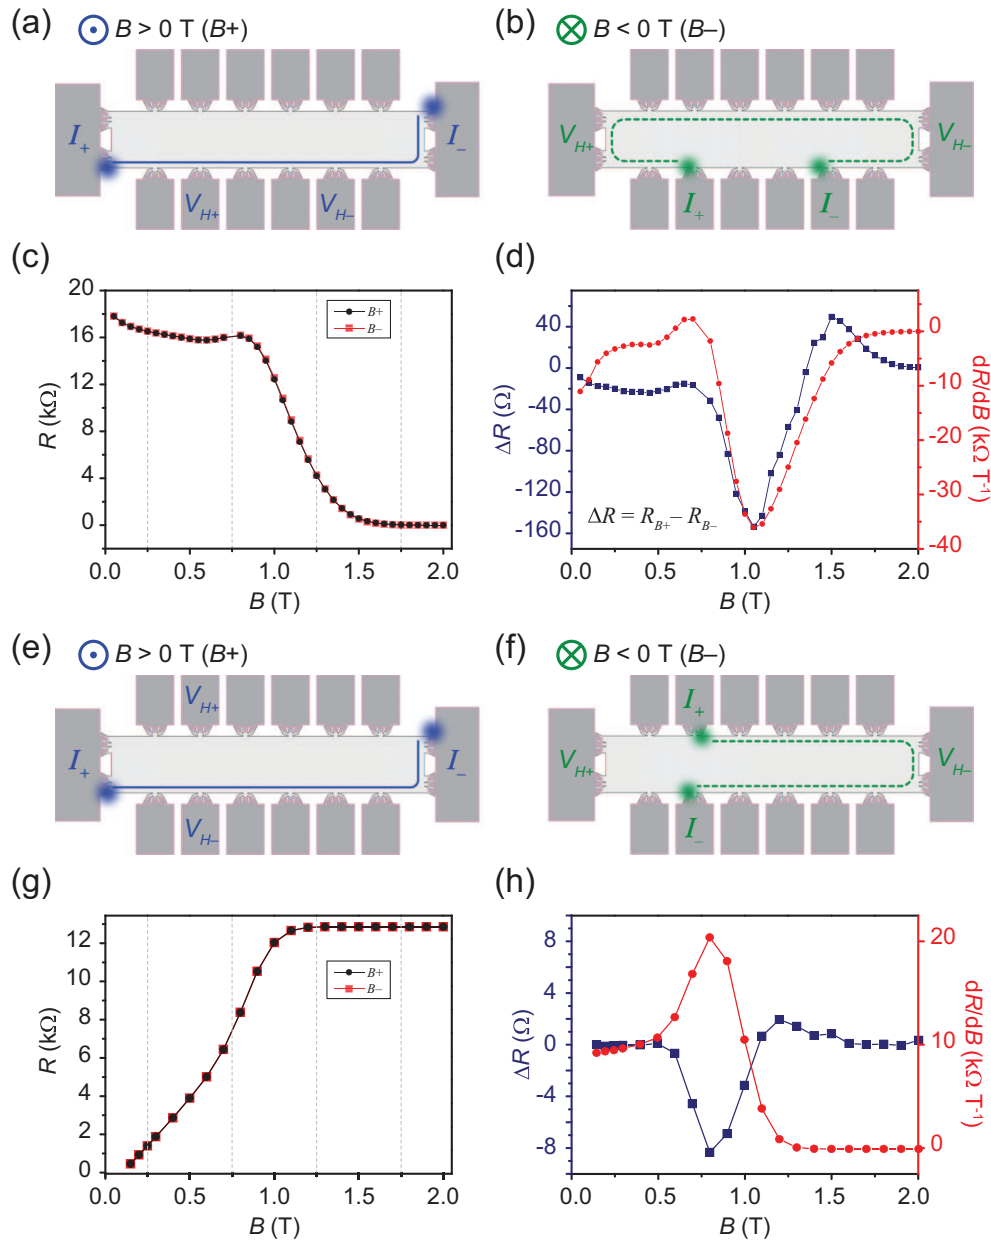 (a) B > 0 T (B+)
(b) B < 0 T (B–)
I+ I–
VH+ VH–
VH+ VH–
I+ I–
(c)
20
16
12
8
4
0
R (kΩ)
B+
B–
0.0 0.5 1.0 1.5 2.0
B (T)
(d)
40
0
-40
-80
-120
-160
ΔR (Ω)
0
-10
-20
-30
-40
dR/dB (kΩ T⁻¹)
ΔR = RB+ – RB–
0.0 0.5 1.0 1.5 2.0
B (T)
(e) B > 0 T (B+)
(f) B < 0 T (B–)
VH+
I+ I–
VH–
I+
VH+ VH–
I–
(g)
12
10
8
6
4
2
0
R (kΩ)
B+
B–
0.0 0.5 1.0 1.5 2.0
B (T)
(h)
8
4
0
-4
-8
ΔR (Ω)
20
10
0
dR/dB (kΩ T⁻¹)
0.0 0.5 1.0 1.5 2.0
B (T)